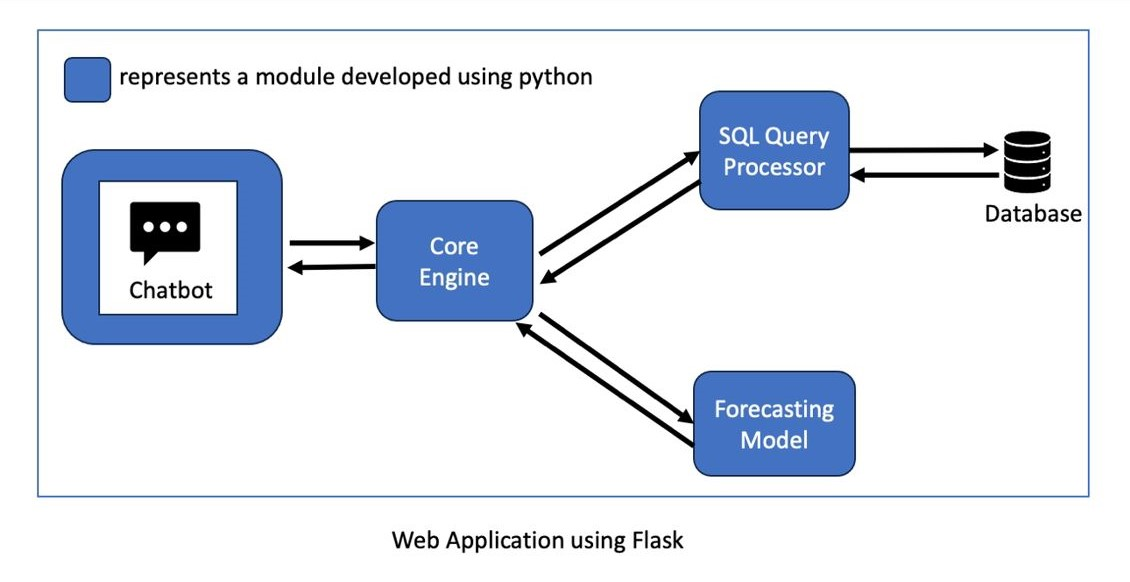 represents a module developed using python
SQL Query
Processor
Database
Core
Engine
Chatbot
Forecasting
Model
Web Application using Flask